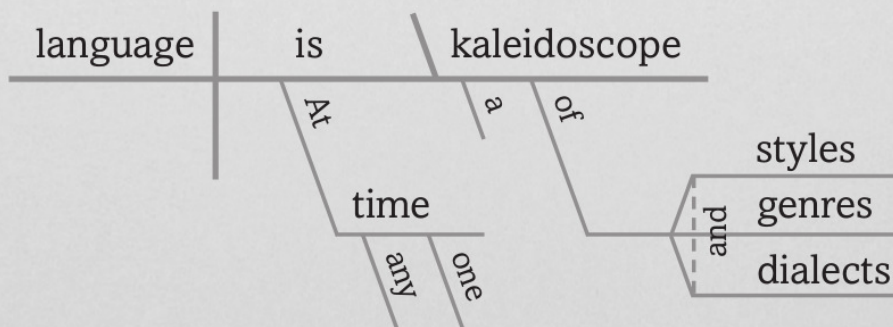 language is kaleidoscope
At a of
styles
time genres
and
any one dialects